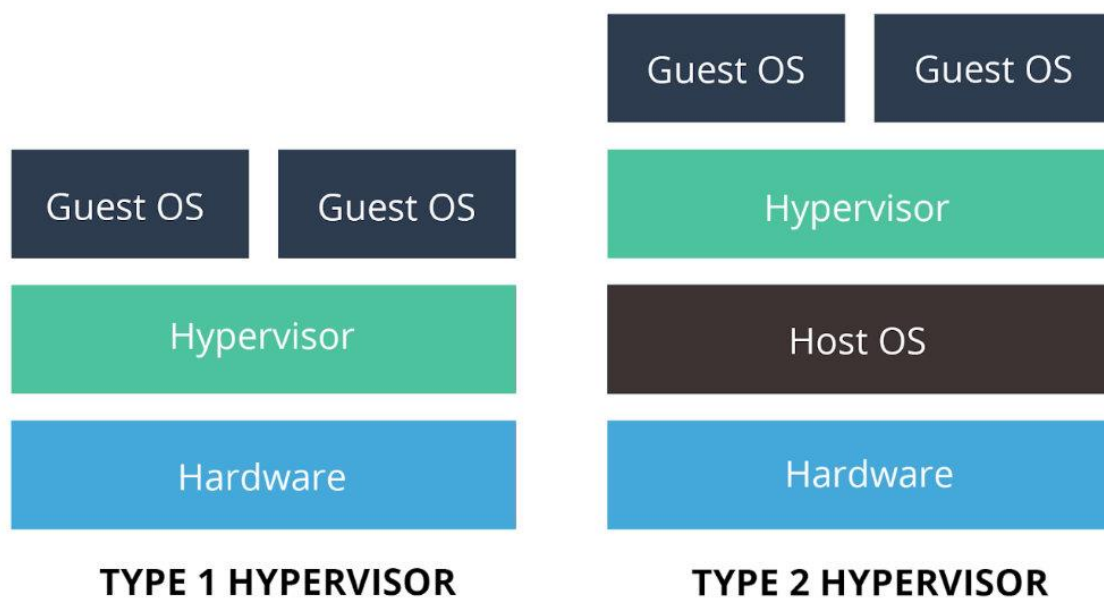 Guest OS
Guest OS
Hypervisor
Hardware
TYPE 1 HYPERVISOR
Guest OS
Guest OS
Hypervisor
Host OS
Hardware
TYPE 2 HYPERVISOR